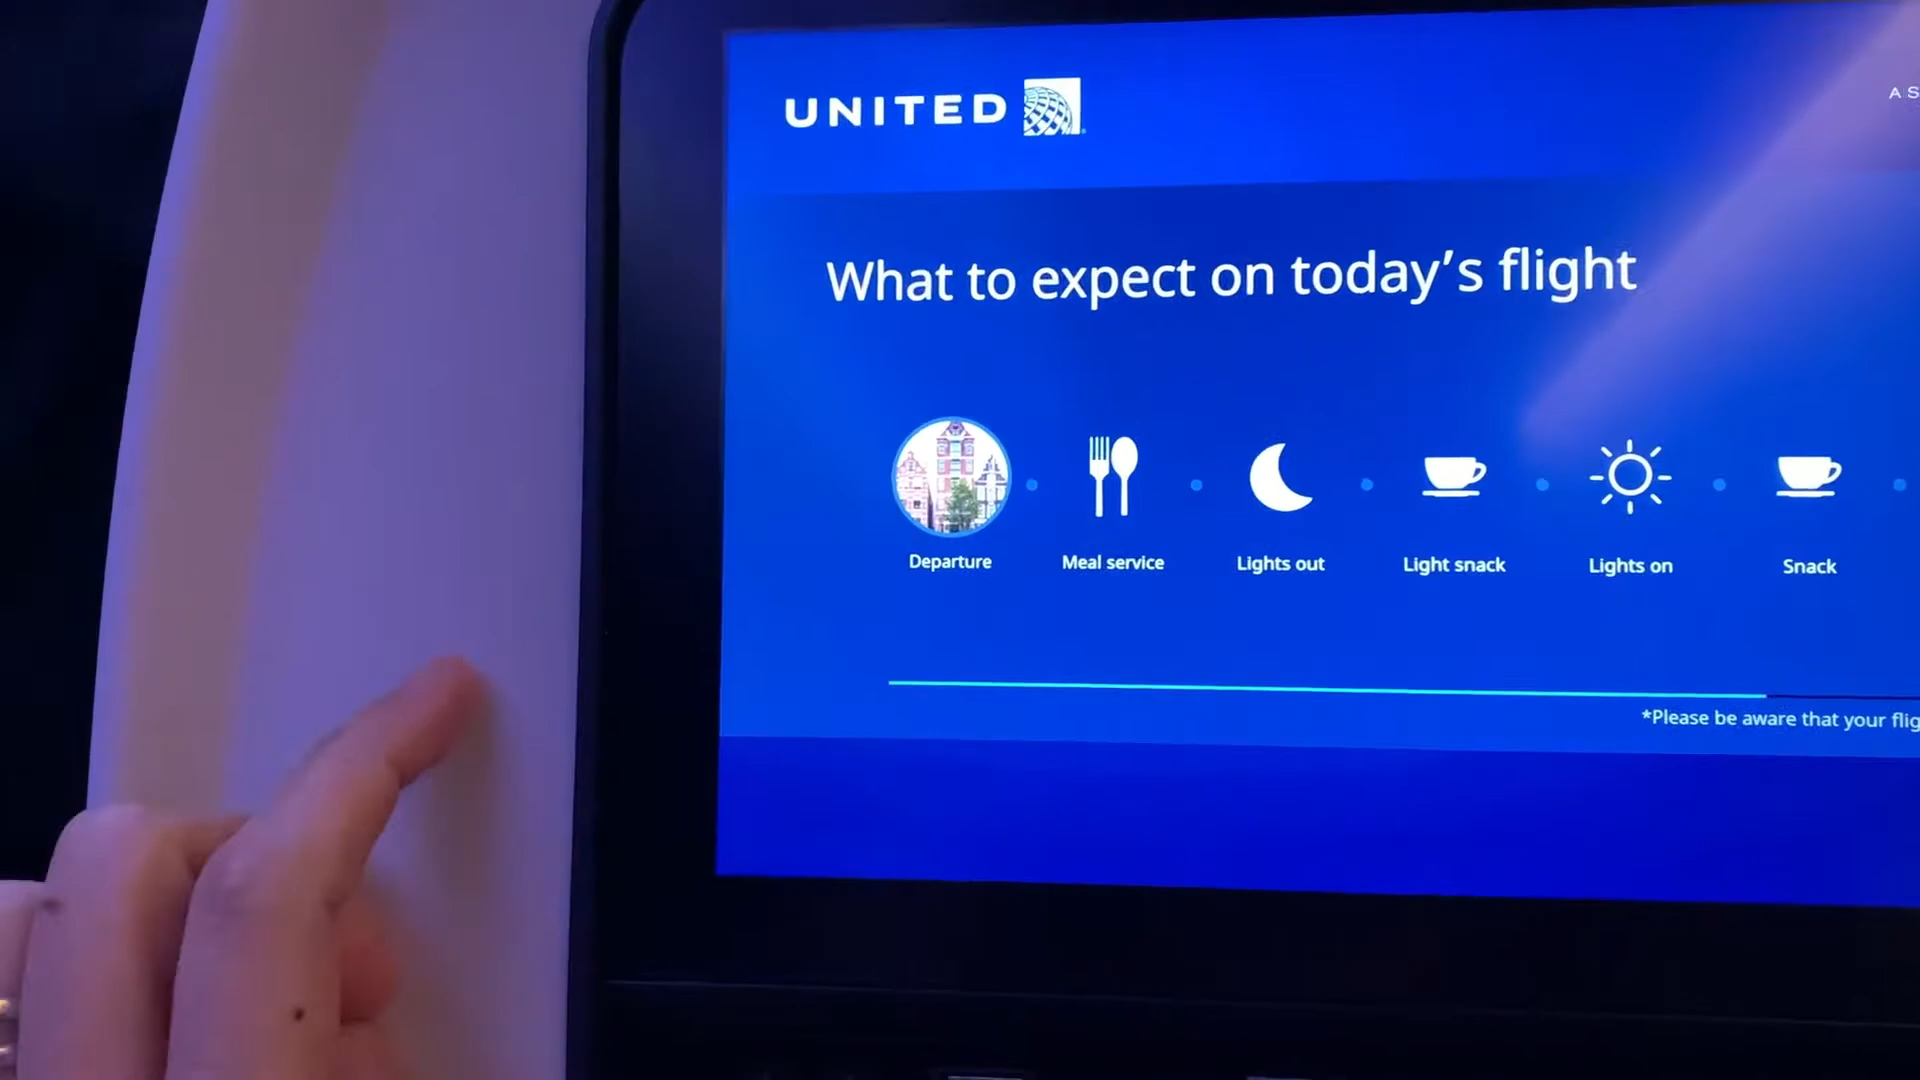 UNITED
A S
What to expect on today's flight
Departure
Meal service
Lights out
Light snack
Lights on
Snack
*Please be aware that your flig